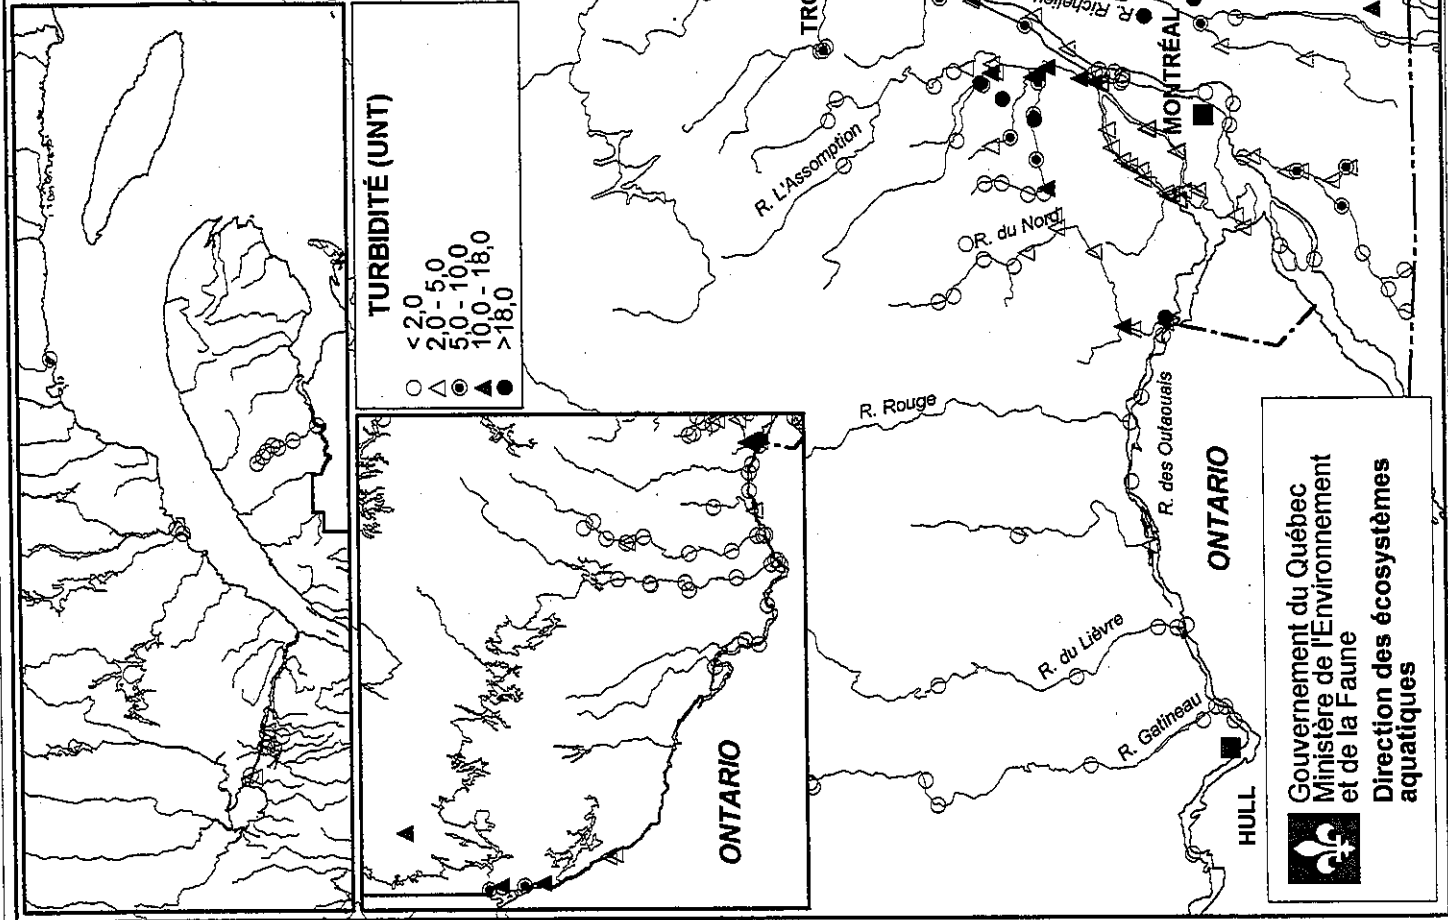 TURBIDITÉ (UNT)
< 2,0
2,0 - 5,0
5,0 - 10,0
10,0 - 18,0
>18,0
R. Richelieu
MONTRÉAL
R. L'Assomption
R. du Nord
R. Rouge
R. des Outaouais
ONTARIO
R. du Lièvre
R. Gatineau
HULL
ONTARIO
Gouvernement du Québec
Ministère de l'Environnement
et de la Faune
Direction des écosystèmes
aquatiques